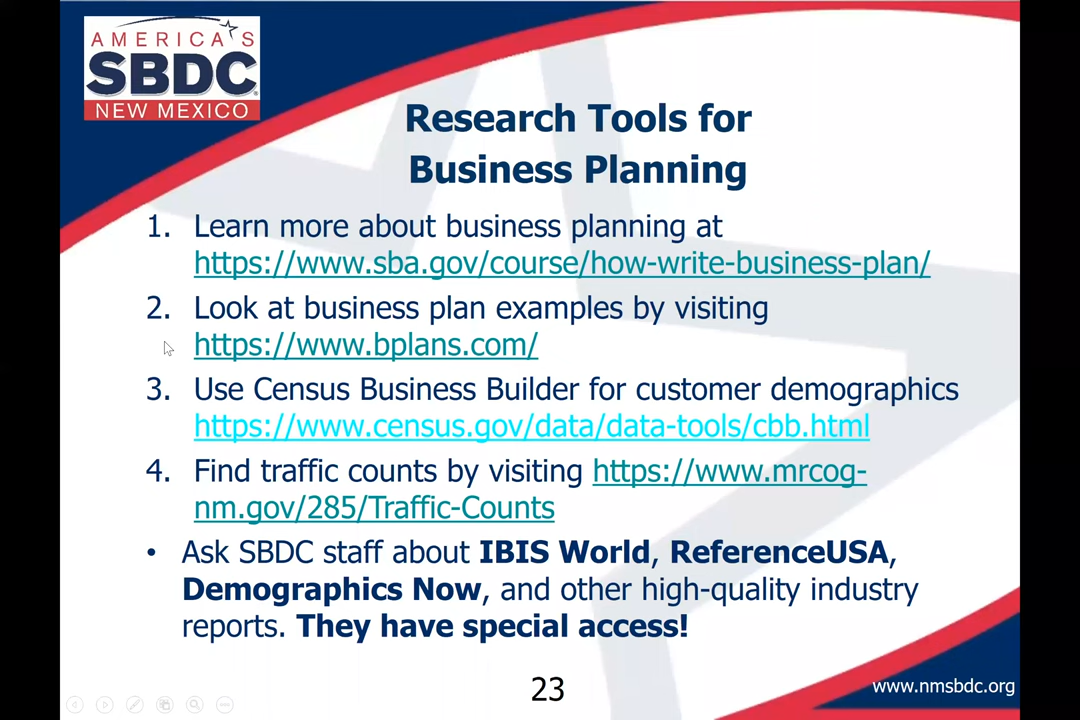 AMERICA'S
SBDC
NEW MEXICO
Research Tools for
Business Planning
1. Learn more about business planning at
https://www.sba.gov/course/how-write-business-plan/
2. Look at business plan examples by visiting
https://www.bplans.com/
3. Use Census Business Builder for customer demographics
https://www.census.gov/data/data-tools/cbb.html
4. Find traffic counts by visiting https://www.mrcog-
nm.gov/285/Traffic-Counts
• Ask SBDC staff about IBIS World, ReferenceUSA,
Demographics Now, and other high-quality industry
reports. They have special access!
23
www.nmsbdc.org